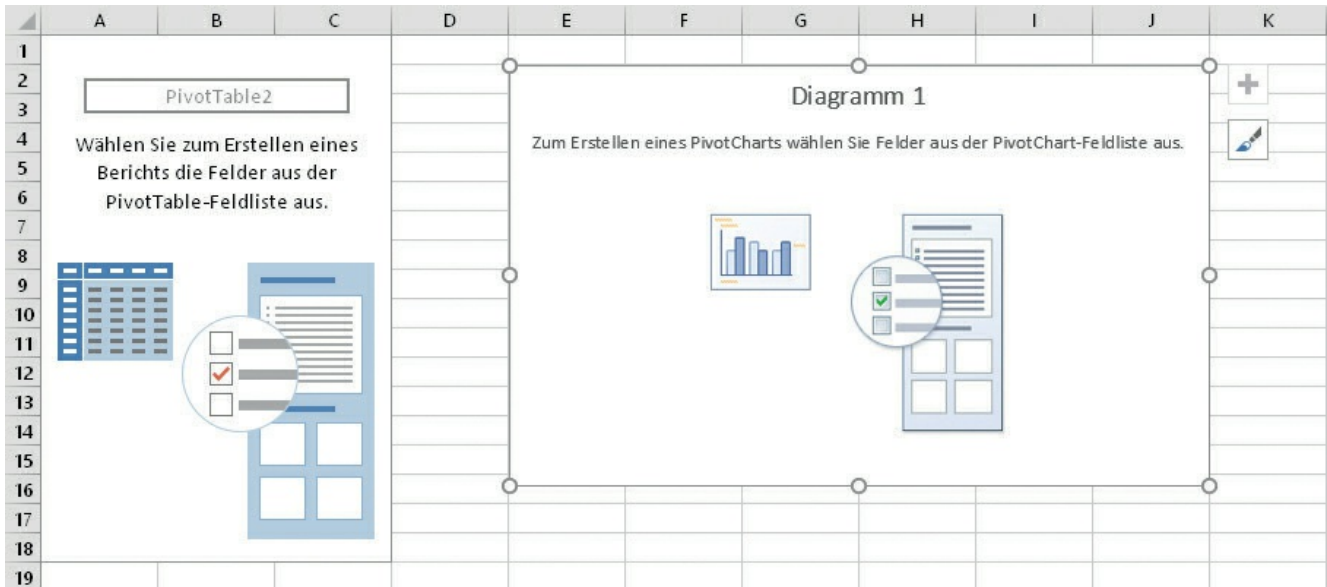 A B C D E F G H I J K
1
2
3
4
5
6
7
8
9
10
11
12
13
14
15
16
17
18
19
PivotTable2
Wählen Sie zum Erstellen eines
Berichts die Felder aus der
PivotTable-Feldliste aus.
Diagramm 1
Zum Erstellen eines PivotCharts wählen Sie Felder aus der PivotChart-Feldliste aus.